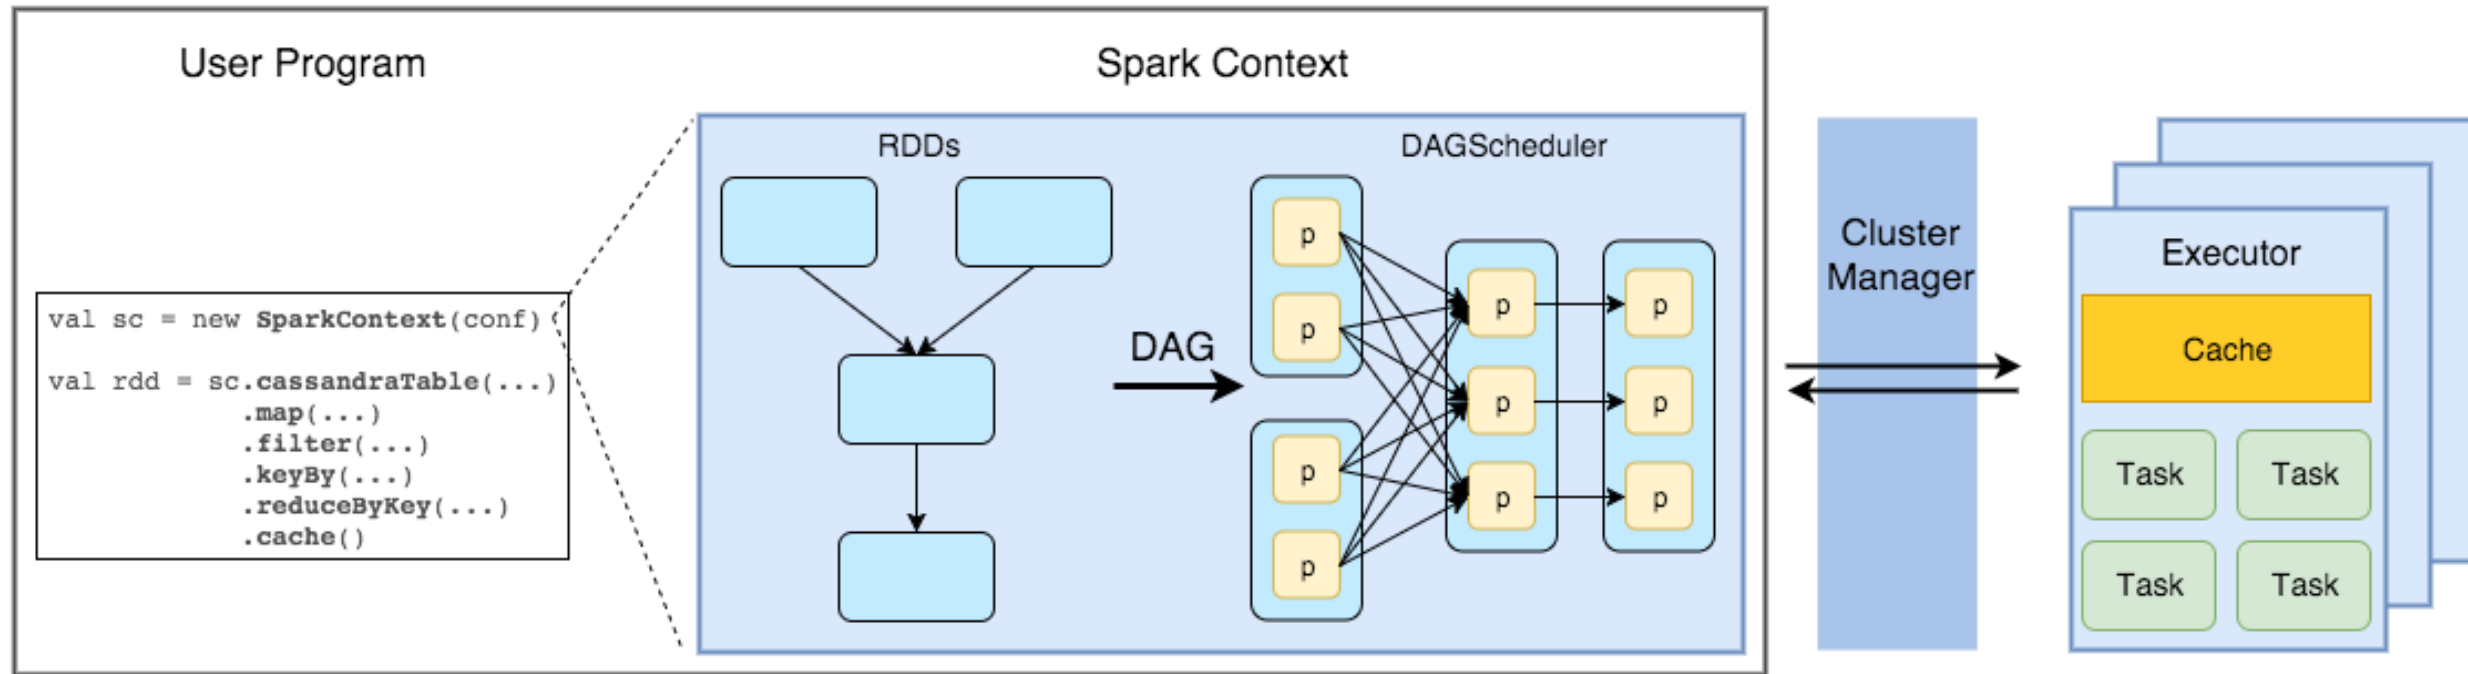 User Program
Spark Context
val sc = new SparkContext(conf)
val rdd = sc.cassandraTable(...)
.map(...)
.filter(...)
.keyBy(...)
.reduceByKey(...)
.cache()
RDDs
DAG
DAGScheduler
p
p
p
p
p
p
p
p
p
p
Cluster
Manager
Executor
Cache
Task Task
Task Task